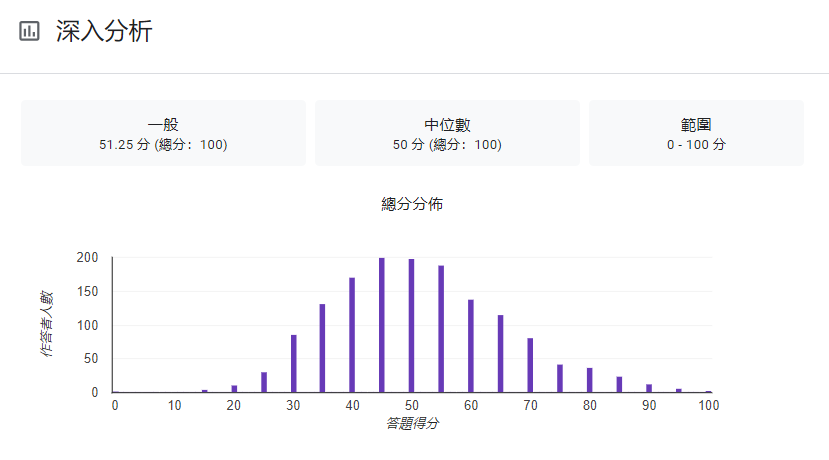 深入分析
一般
51.25 分 (總分：100)
中位數
50 分 (總分：100)
範圍
0 - 100 分
總分分佈
作答者人數
200
150
100
50
0
0 10 20 30 40 50 60 70 80 90 100
答題得分